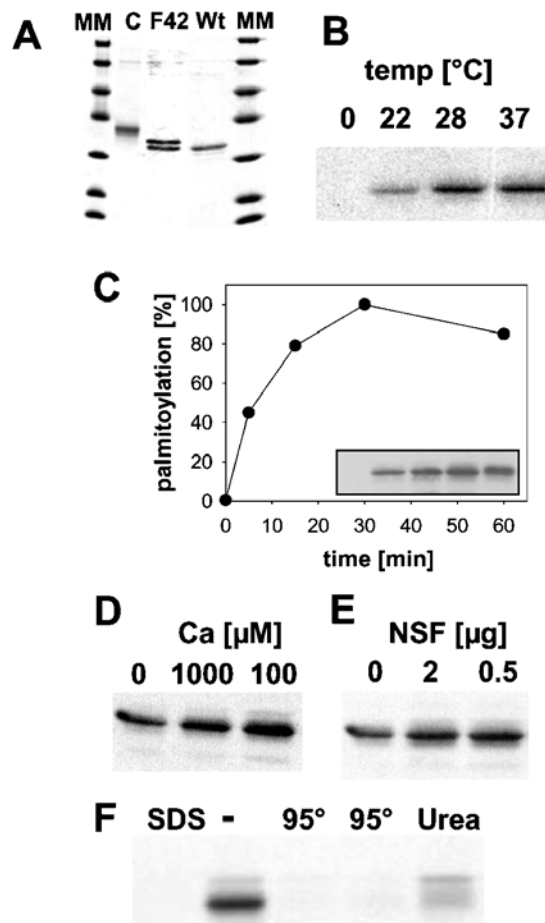 A
MM C F42 Wt MM
B
temp [°C]
0 22 28 37
C
palmitoylation [%]
100
80
60
40
20
0
0 10 20 30 40 50 60
time [min]
D
Ca [µM]
0 1000 100
E
NSF [µg]
0 2 0.5
F
SDS - 95° 95° Urea